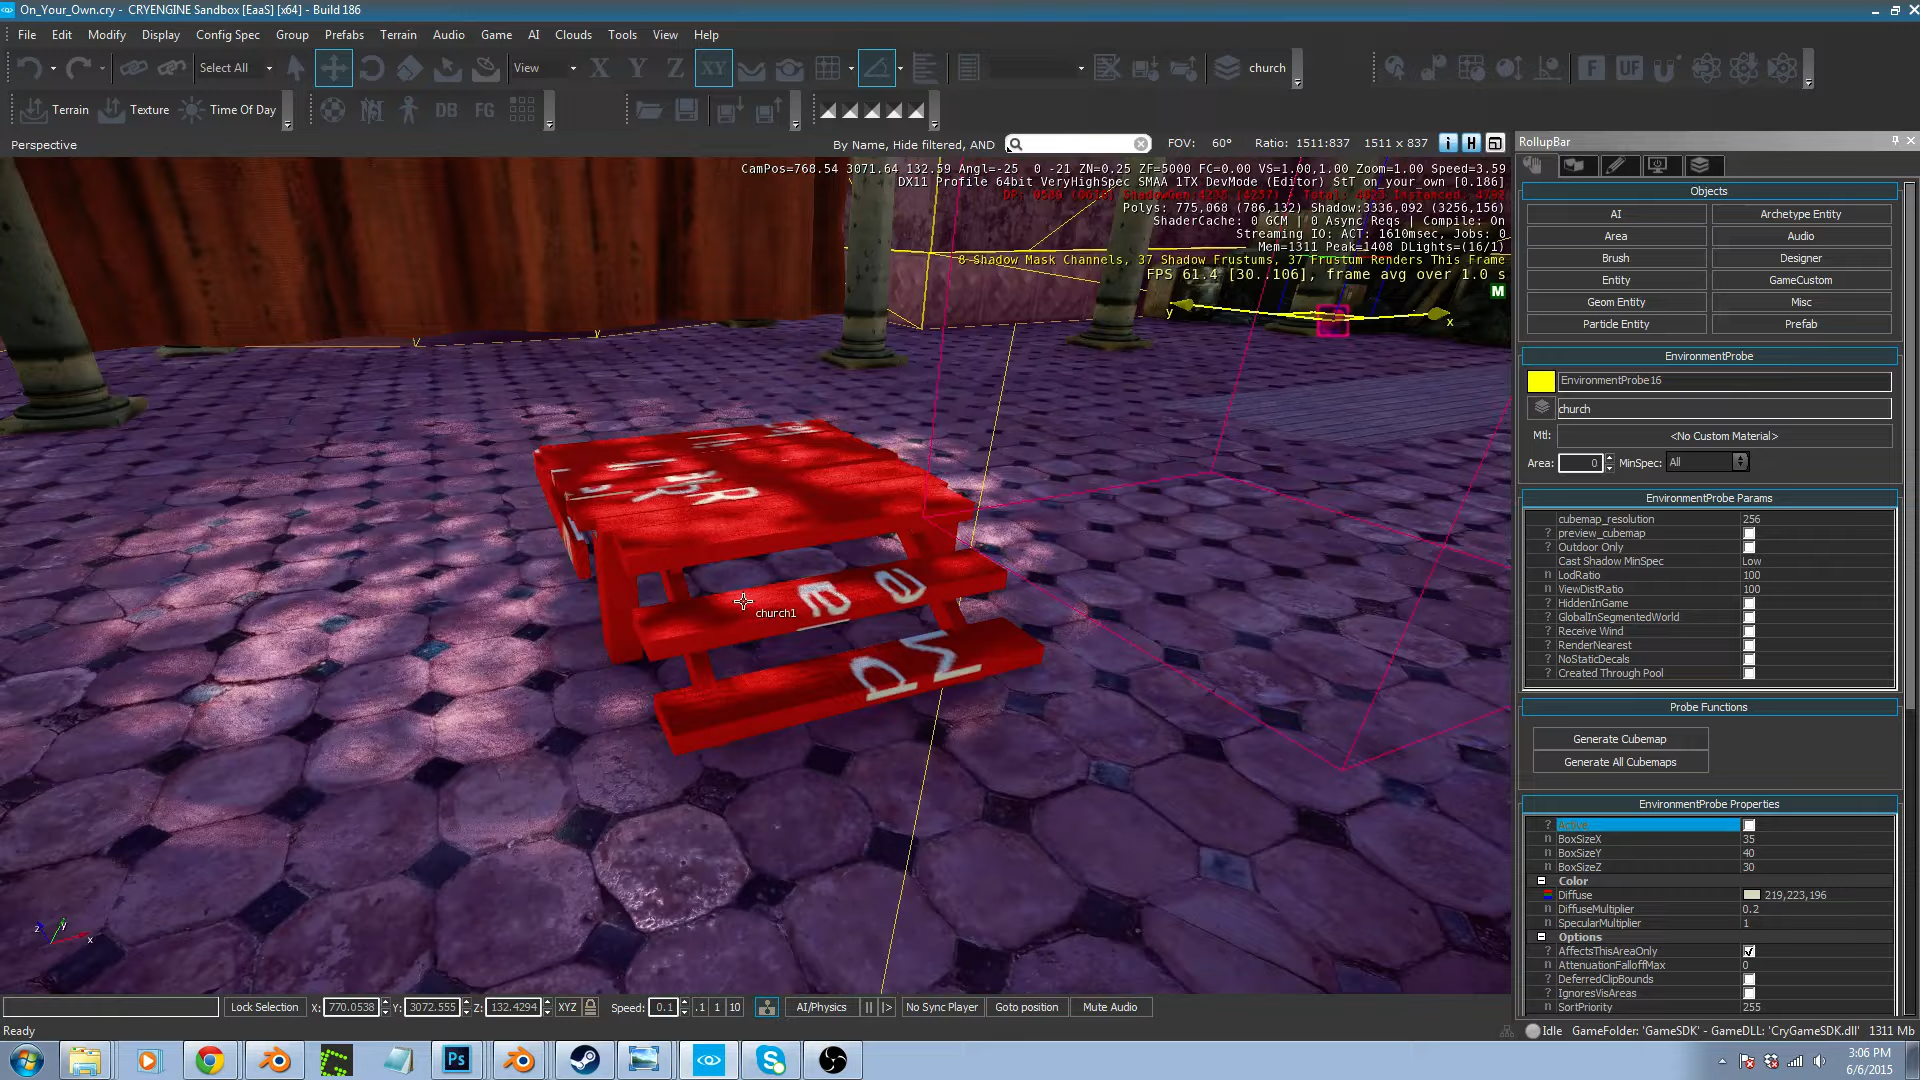 On_Your_Own.cry - CRYENGINE Sandbox [EaaS] [x64] - Build 186
File Edit Modify Display Config Spec Group Prefabs Terrain Audio Game AI Clouds Tools View Help
Select All View X Y Z XY church F UF
Terrain Texture Time Of Day DB FG
Perspective By Name, Hide filtered, AND FOV: 60° Ratio: 1511:837 1511 x 837 i H
CamPos=768.54 3071.64 132.59 Angl=-25 0 -21 ZN=0.25 ZF=5000 FC=0.00 VS=1.00,1.00 Zoom=1.00 Speed=3.59
DX11 Profile 64bit VeryHighSpec SMAA 1TX DevMode (Editor) StT on_your_own [0.186]
Polys: 775,068 (786,132) Shadow:3336,092 (3256,156)
ShaderCache: 0 GCM | 0 Async Reqs | Compile: On
Streaming IO: ACT: 1610msec, Jobs: 0
Mem=1311 Peak=1408 DLights=(16/1)
8 Shadow Mask Channels, 37 Shadow Frustums, 37 Frustum Renders This Frame
FPS 61.4 [30..106], frame avg over 1.0 s
M
y x
church1
z y x
RollupBar
Objects
AI Archetype Entity
Area Audio
Brush Designer
Entity GameCustom
Geom Entity Misc
Particle Entity Prefab
EnvironmentProbe
EnvironmentProbe16
church
Mtl: <No Custom Material>
Area: 0 MinSpec: All
EnvironmentProbe Params
cubemap_resolution 256
? preview_cubemap
? Outdoor Only
Cast Shadow MinSpec Low
n LodRatio 100
n ViewDistRatio 100
? HiddenInGame
? GlobalInSegmentedWorld
? Receive Wind
? RenderNearest
? NoStaticDecals
? Created Through Pool
Probe Functions
Generate Cubemap
Generate All Cubemaps
EnvironmentProbe Properties
? Active
n BoxSizeX 35
n BoxSizeY 40
n BoxSizeZ 30
Color
Diffuse 219,223,196
n DiffuseMultiplier 0.2
n SpecularMultiplier 1
Options
? AffectsThisAreaOnly
n AttenuationFalloffMax 0
? DeferredClipBounds
? IgnoresVisAreas
n SortPriority 255
Lock Selection X: 770.0538 Y: 3072.555 Z: 132.4294 XYZ Speed: 0.1 .1 1 10 AI/Physics No Sync Player Goto position Mute Audio
Ready Idle GameFolder: 'GameSDK' - GameDLL: 'CryGameSDK.dll' 1311 Mb
Ps
3:06 PM
6/6/2015